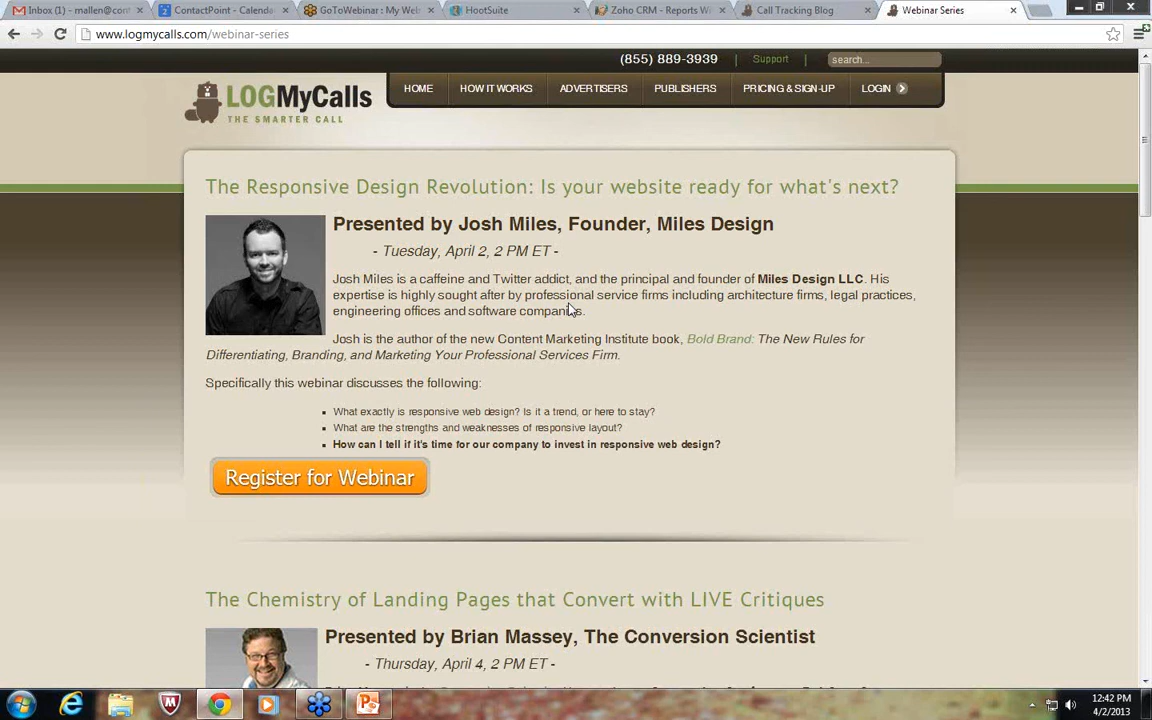 Inbox (1) - mallen@con
ContactPoint - Calenda
GoToWebinar : My Web
HootSuite
Zoho CRM - Reports Wi
Call Tracking Blog
Webinar Series
www.logmycalls.com/webinar-series
(855) 889-3939 | Support |
search...
LOGMyCalls
THE SMARTER CALL
HOME
HOW IT WORKS
ADVERTISERS
PUBLISHERS
PRICING & SIGN-UP
LOGIN
The Responsive Design Revolution: Is your website ready for what's next?
Presented by Josh Miles, Founder, Miles Design
- Tuesday, April 2, 2 PM ET -
Josh Miles is a caffeine and Twitter addict, and the principal and founder of Miles Design LLC. His
expertise is highly sought after by professional service firms including architecture firms, legal practices,
engineering offices and software companies.
Josh is the author of the new Content Marketing Institute book, Bold Brand: The New Rules for
Differentiating, Branding, and Marketing Your Professional Services Firm.
Specifically this webinar discusses the following:
What exactly is responsive web design? Is it a trend, or here to stay?
What are the strengths and weaknesses of responsive layout?
How can I tell if it's time for our company to invest in responsive web design?
Register for Webinar
The Chemistry of Landing Pages that Convert with LIVE Critiques
Presented by Brian Massey, The Conversion Scientist
- Thursday, April 4, 2 PM ET -
12:42 PM
4/2/2013